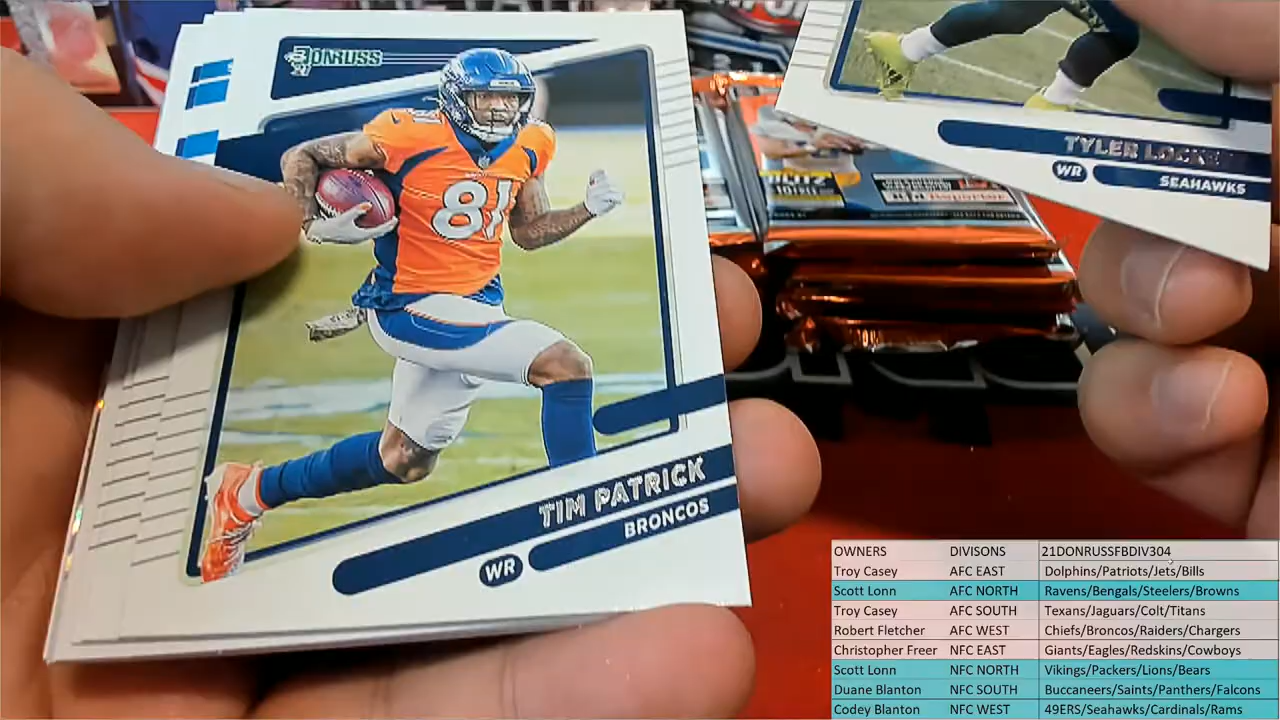 DONRUSS
81
81
TIM PATRICK
BRONCOS
WR
TYLER LOCKETT
WR
SEAHAWKS
BLITZ
OWNERS DIVISONS 21DONRUSSFBDIV304
Troy Casey AFC EAST Dolphins/Patriots/Jets/Bills
Scott Lonn AFC NORTH Ravens/Bengals/Steelers/Browns
Troy Casey AFC SOUTH Texans/Jaguars/Colt/Titans
Robert Fletcher AFC WEST Chiefs/Broncos/Raiders/Chargers
Christopher Freer NFC EAST Giants/Eagles/Redskins/Cowboys
Scott Lonn NFC NORTH Vikings/Packers/Lions/Bears
Duane Blanton NFC SOUTH Buccaneers/Saints/Panthers/Falcons
Codey Blanton NFC WEST 49ERS/Seahawks/Cardinals/Rams